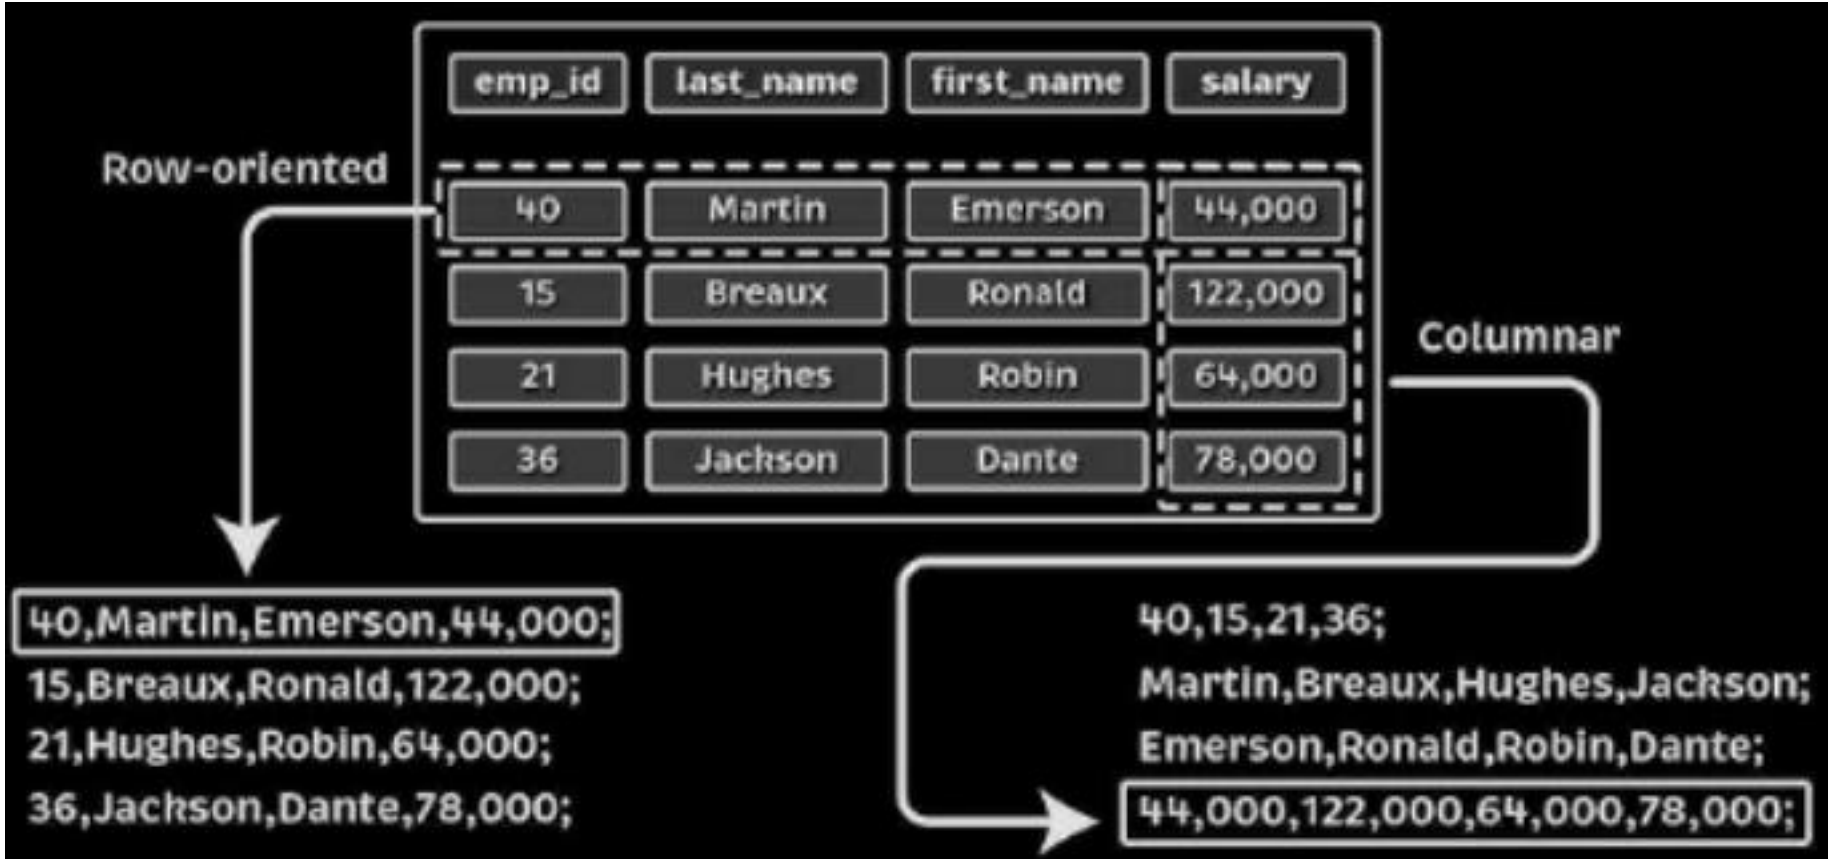 emp_id last_name first_name salary
Row-oriented
40 Martin Emerson 44,000
15 Breaux Ronald 122,000
Columnar
21 Hughes Robin 64,000
36 Jackson Dante 78,000
40,Martin,Emerson,44,000;
15,Breaux,Ronald,122,000;
21,Hughes,Robin,64,000;
36,Jackson,Dante,78,000;
40,15,21,36;
Martin,Breaux,Hughes,Jackson;
Emerson,Ronald,Robin,Dante;
44,000,122,000,64,000,78,000;